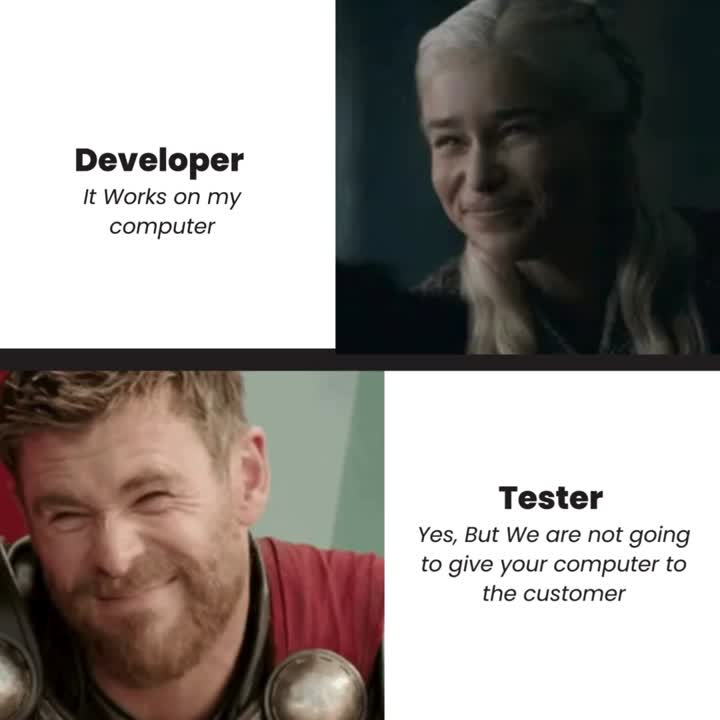 Developer
It Works on my
computer
Tester
Yes, But We are not going
to give your computer to
the customer